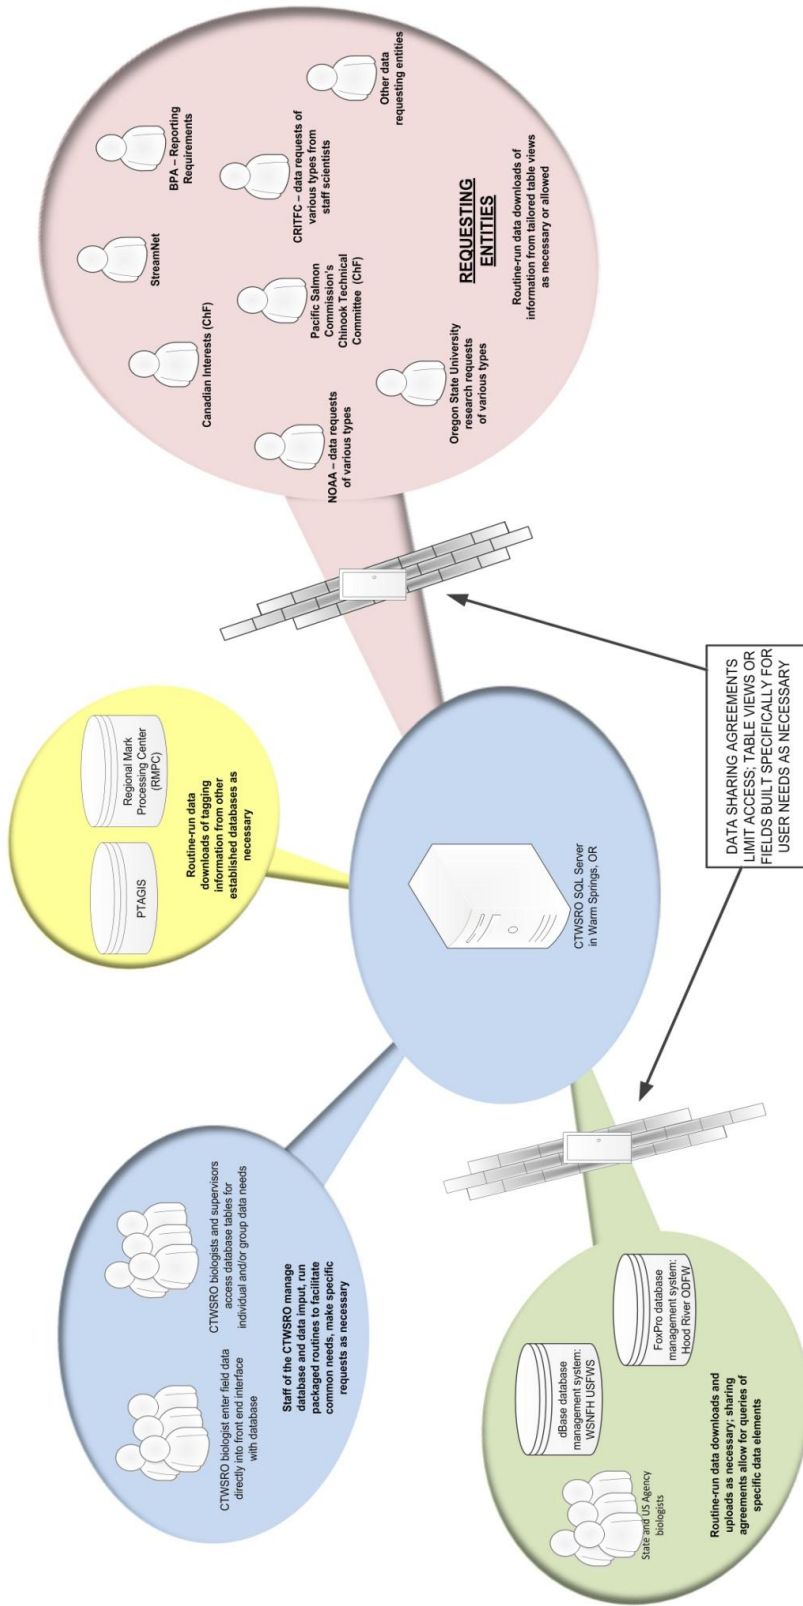 CTWSRO biologist enter field data
directly into front end interface
with database
CTWSRO biologists and supervisors
access database tables for
individual and/or group data needs
Staff of the CTWSRO manage
database and data imput, run
packaged routines to facilitate
common needs, make specific
requests as necessary
PTAGIS
Regional Mark
Processing Center
(RMPC)
Routine-run data
downloads of tagging
information from other
established databases as
necessary
CTWSRO SQL Server
in Warm Springs, OR
State and US Agency
biologists
dBase database
management system:
WSNFH USFWS
FoxPro database
management system:
Hood River ODFW
Routine-run data downloads and
uploads as necessary; sharing
agreements allow for queries of
specific data elements
DATA SHARING AGREEMENTS
LIMIT ACCESS; TABLE VIEWS OR
FIELDS BUILT SPECIFICALLY FOR
USER NEEDS AS NECESSARY
Canadian Interests (ChF)
StreamNet
BPA – Reporting
Requirements
NOAA – data requests
of various types
Pacific Salmon
Commission's
Chinook Technical
Committee (ChF)
CRITFC – data requests of
various types from
staff scientists
Other data
requesting entities
Oregon State University
research requests
of various types
REQUESTING
ENTITIES
Routine-run data downloads of
information from tailored table views
as necessary or allowed